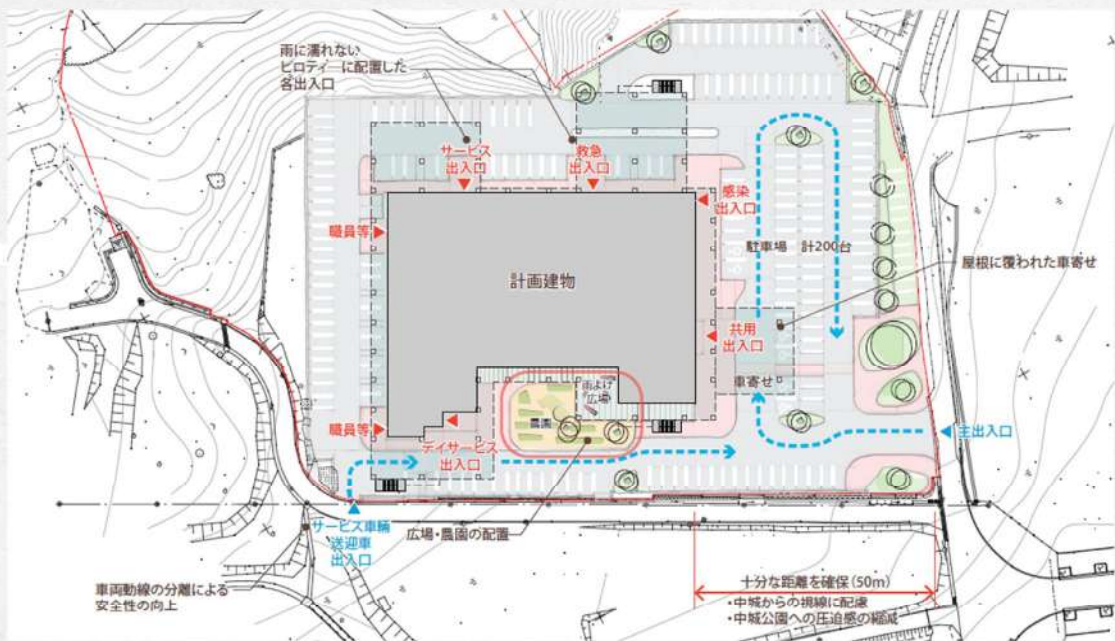 雨に濡れない
ピロティーに配置した
各出入口
サービス
出入口
救急
出入口
感染
出入口
職員等
駐車場 計200台
屋根に覆われた車寄せ
計画建物
共用
出入口
車寄せ
雨よけ
広場
農園
職員等
デイサービス
出入口
主出入口
サービス車輌
送迎車
出入口
広場・農園の配置
車両動線の分離による
安全性の向上
十分な距離を確保(50m)
・中城からの視線に配慮
・中城公園への圧迫感の縮減